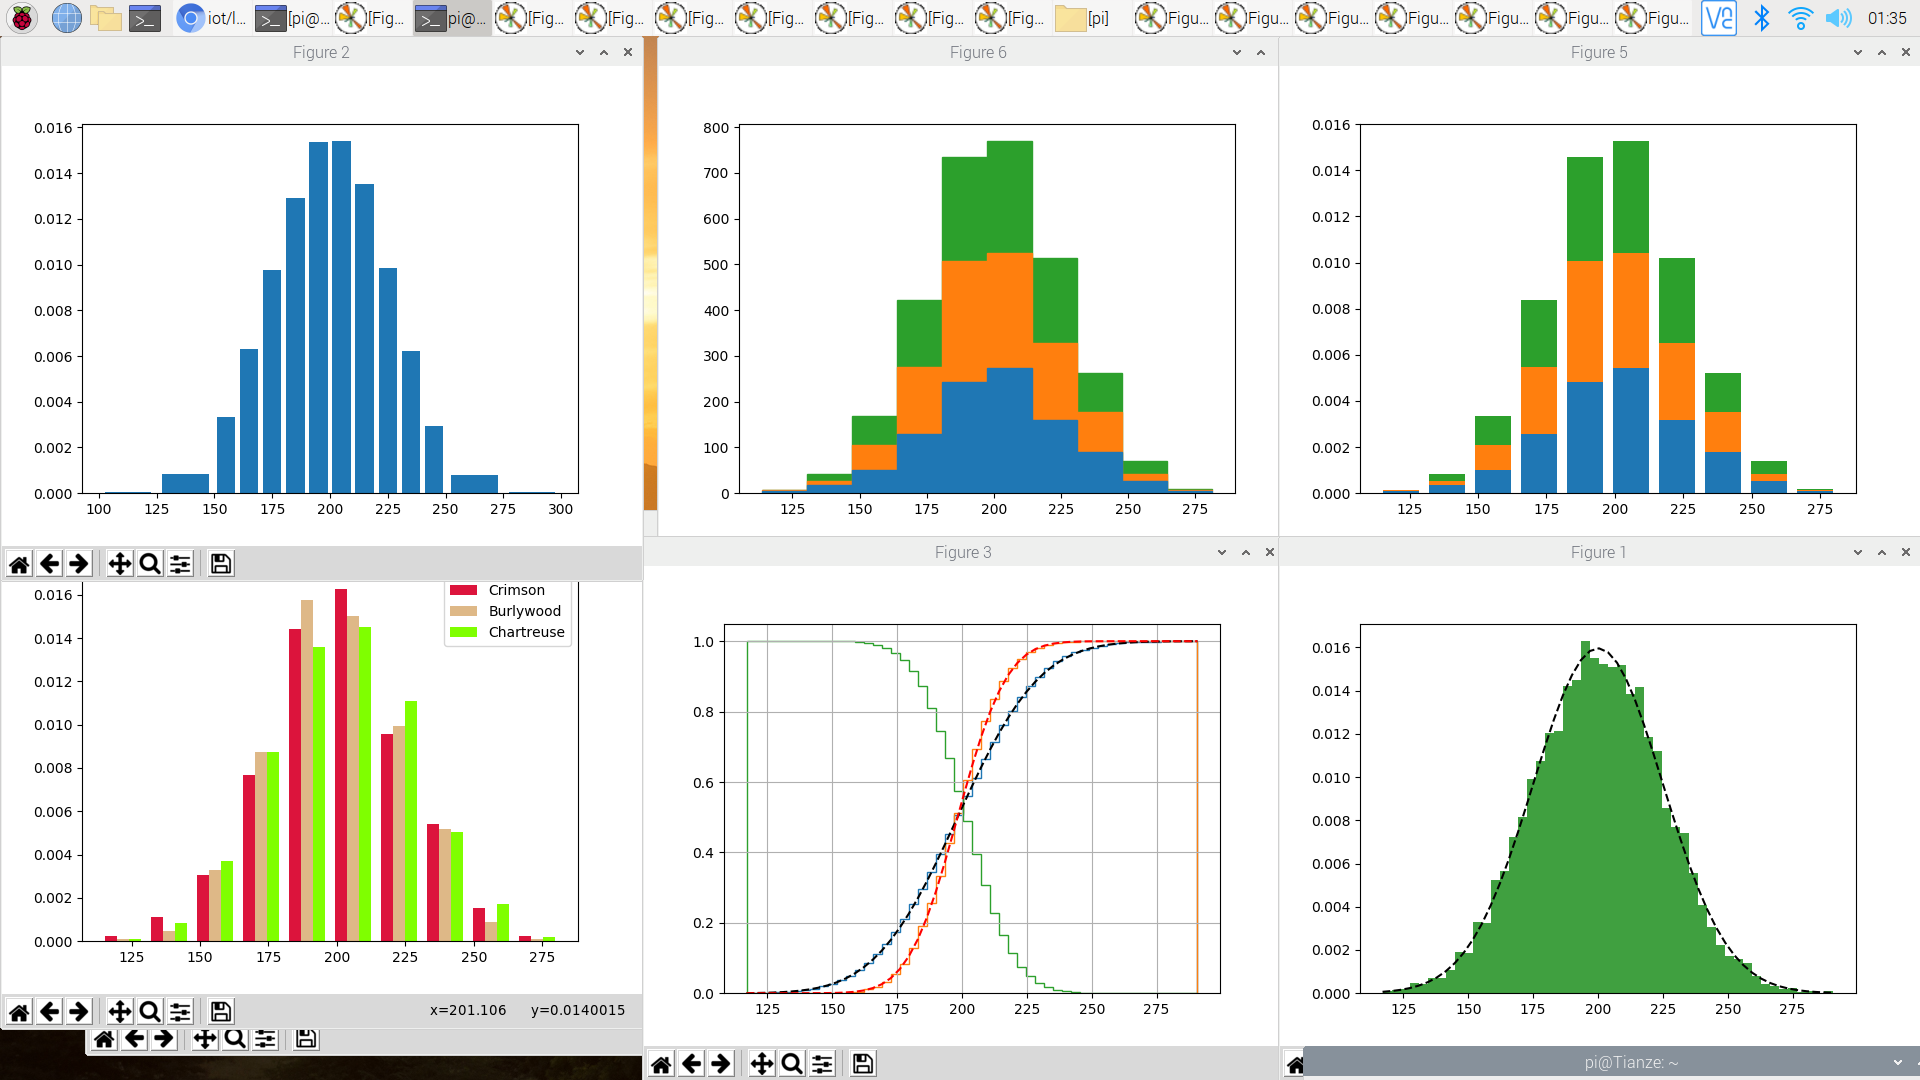 iot/l...
[pi@...
[Fig...
pi@...
[Fig...
[Fig...
[Fig...
[Fig...
[Fig...
[Fig...
[Fig...
[pi]
Figu...
Figu...
Figu...
Figu...
Figu...
Figu...
Figu...
01:35
Figure 2
0.016
0.014
0.012
0.010
0.008
0.006
0.004
0.002
0.000
100 125 150 175 200 225 250 275 300
Figure 6
800
700
600
500
400
300
200
100
0
125 150 175 200 225 250 275
Figure 5
0.016
0.014
0.012
0.010
0.008
0.006
0.004
0.002
0.000
125 150 175 200 225 250 275
Crimson
Burlywood
Chartreuse
0.016
0.014
0.012
0.010
0.008
0.006
0.004
0.002
0.000
125 150 175 200 225 250 275
x=201.106 y=0.0140015
Figure 3
1.0
0.8
0.6
0.4
0.2
0.0
125 150 175 200 225 250 275
Figure 1
0.016
0.014
0.012
0.010
0.008
0.006
0.004
0.002
0.000
125 150 175 200 225 250 275
pi@Tianze: ~